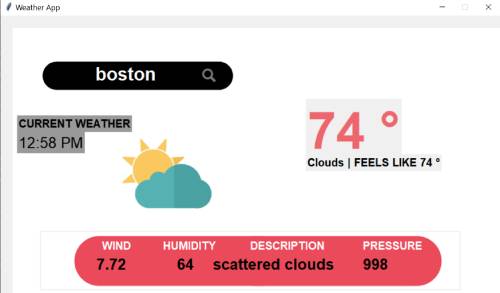 Weather App
boston
CURRENT WEATHER
12:58 PM
74 °
Clouds | FEELS LIKE 74 °
WIND HUMIDITY DESCRIPTION PRESSURE
7.72 64 scattered clouds 998